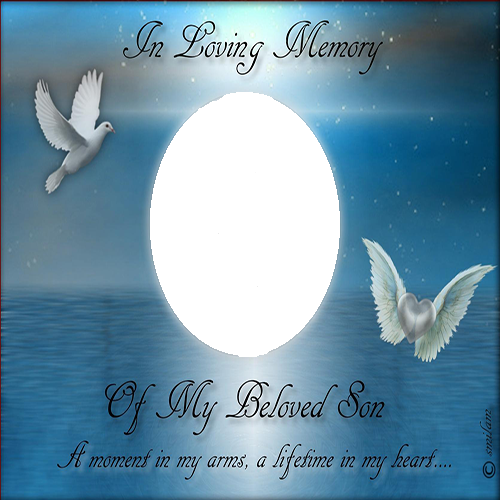 In Loving Memory
Of My Beloved Son
A moment in my arms, a lifetime in my heart....